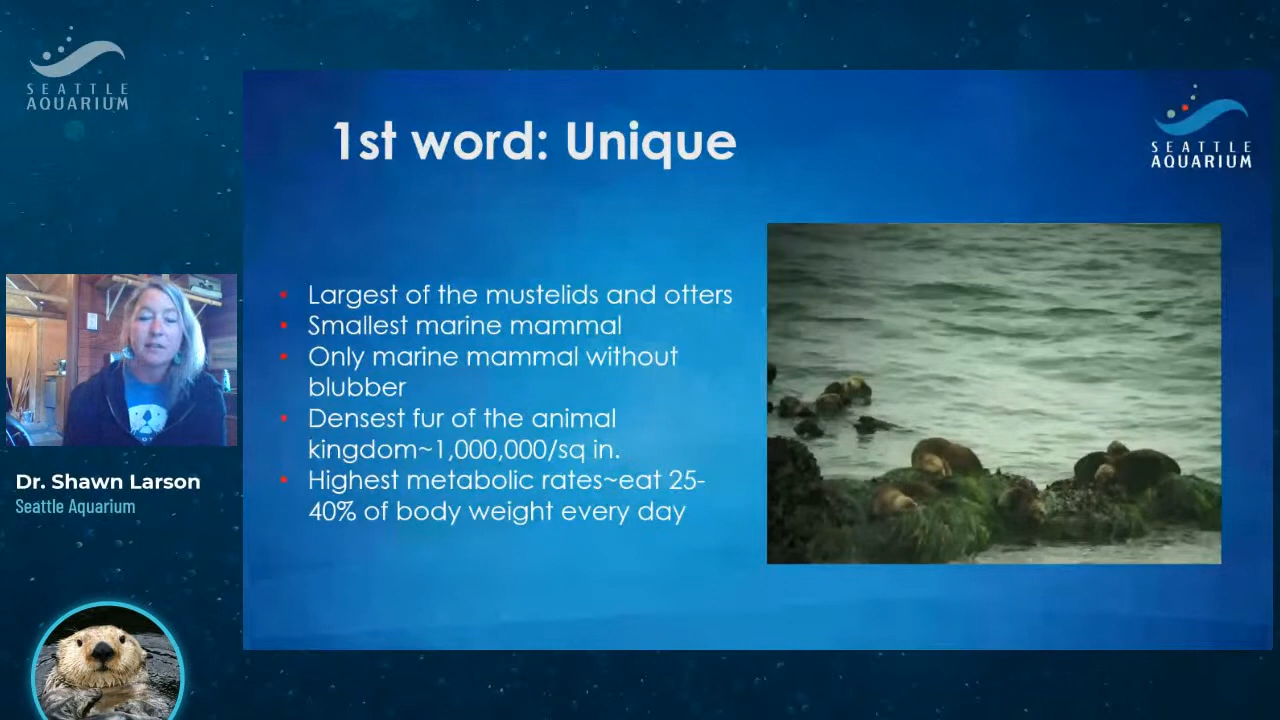 SEATTLE
AQUARIUM
1st word: Unique
SEATTLE
AQUARIUM
• Largest of the mustelids and otters
• Smallest marine mammal
• Only marine mammal without
blubber
• Densest fur of the animal
kingdom~1,000,000/sq in.
• Highest metabolic rates~eat 25-
40% of body weight every day
Dr. Shawn Larson
Seattle Aquarium